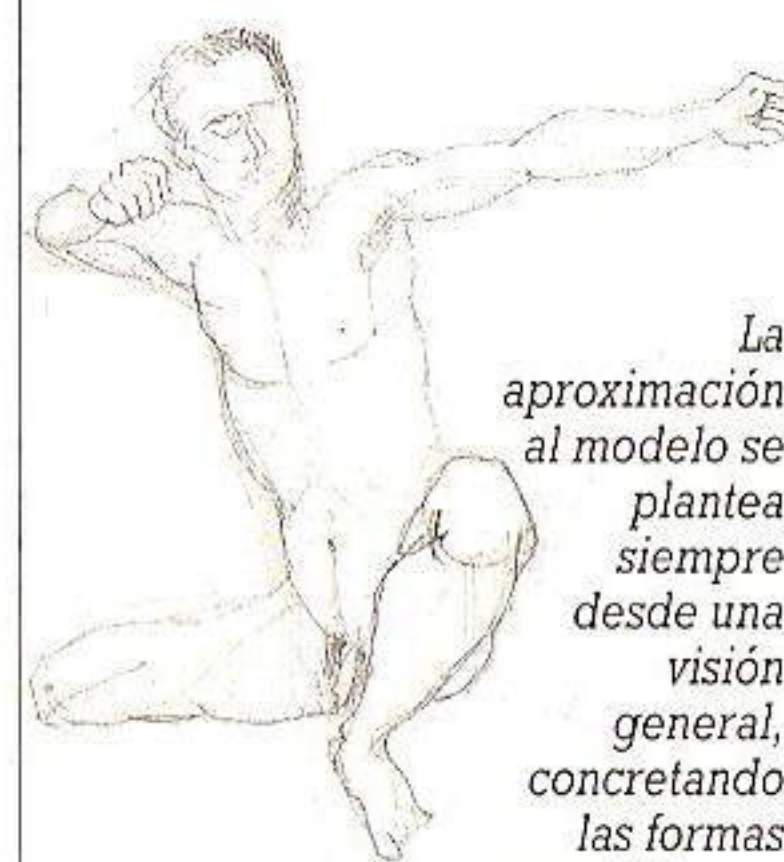 La
aproximación
al modelo se
plantea
siempre
desde una
visión
general,
concretando
las formas